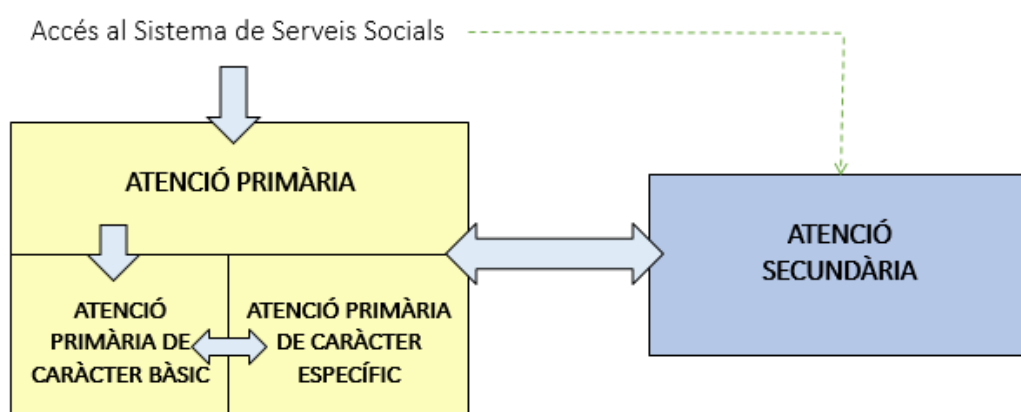 Accés al Sistema de Serveis Socials
ATENCIÓ PRIMÀRIA
ATENCIÓ
SECUNDÀRIA
ATENCIÓ
PRIMÀRIA DE
CARÀCTER BÀSIC
ATENCIÓ PRIMÀRIA
DE CARÀCTER
ESPECÍFIC